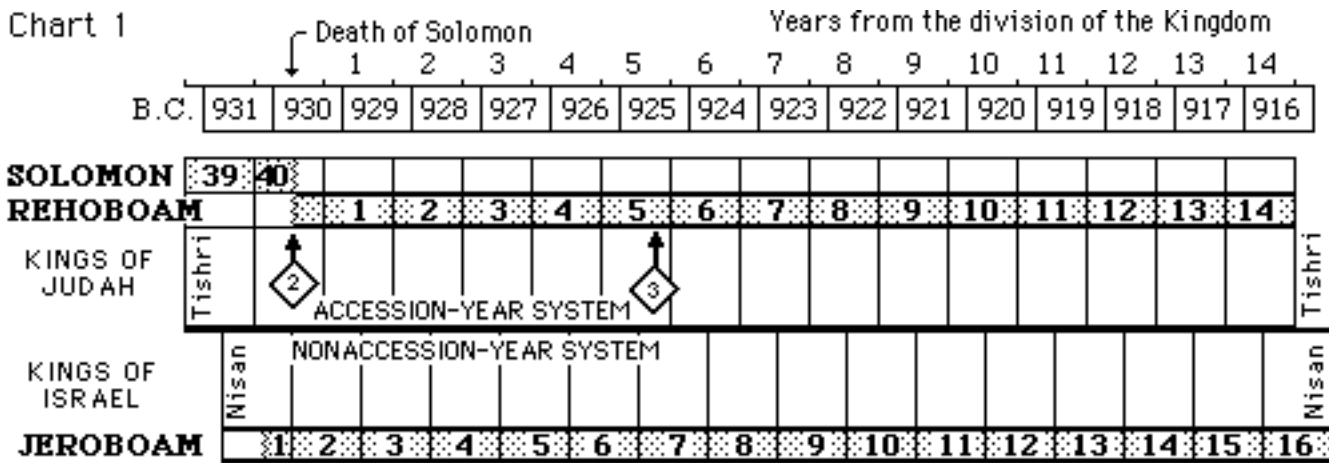 Chart 1
Death of Solomon
Years from the division of the Kingdom
1 2 3 4 5 6 7 8 9 10 11 12 13 14
B.C. 931 930 929 928 927 926 925 924 923 922 921 920 919 918 917 916
SOLOMON 39 40
REHOBOAM 1 2 3 4 5 6 7 8 9 10 11 12 13 14
KINGS OF
JUDAH
Tishri
2
3
ACCESSION-YEAR SYSTEM
Tishri
NONACCESSION-YEAR SYSTEM
KINGS OF
ISRAEL
Nisan
Nisan
JEROBOAM 1 2 3 4 5 6 7 8 9 10 11 12 13 14 15 16